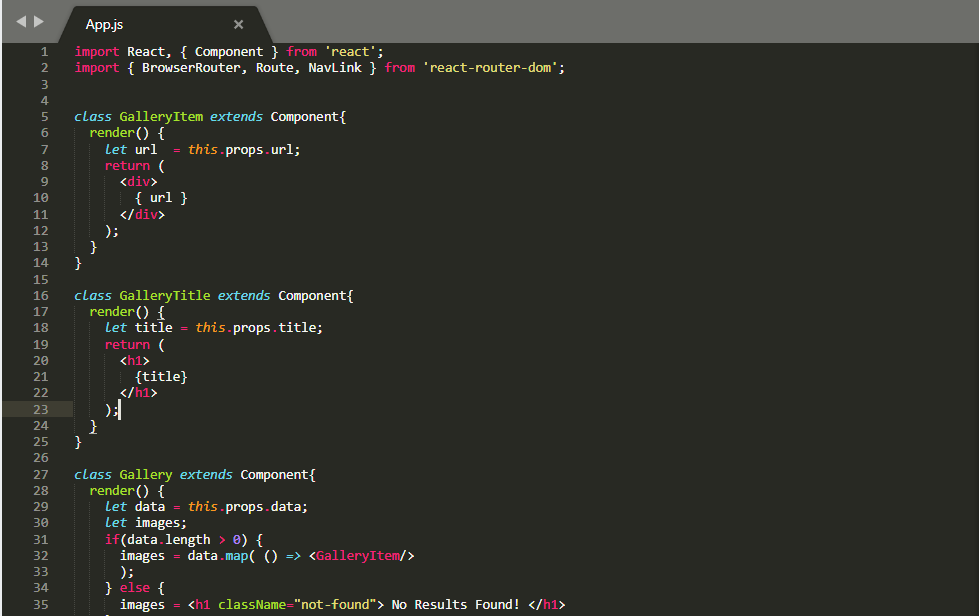 App.js ×
1 import React, { Component } from 'react';
2 import { BrowserRouter, Route, NavLink } from 'react-router-dom';
3
4
5 class GalleryItem extends Component{
6   render() {
7     let url  = this.props.url;
8     return (
9       <div>
10         { url }
11       </div>
12     );
13   }
14 }
15
16 class GalleryTitle extends Component{
17   render() {
18     let title = this.props.title;
19     return (
20       <h1>
21         {title}
22       </h1>
23     );
24   }
25 }
26
27 class Gallery extends Component{
28   render() {
29     let data = this.props.data;
30     let images;
31     if(data.length > 0) {
32       images = data.map( () => <GalleryItem/>
33       );
34     } else {
35       images = <h1 className="not-found"> No Results Found! </h1>